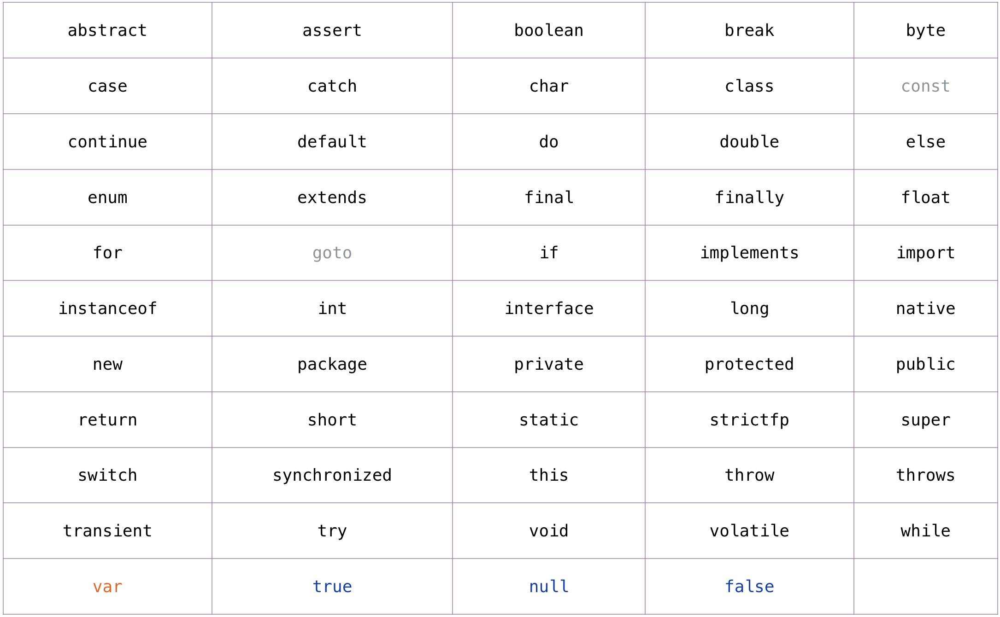 abstract assert boolean break byte
case catch char class const
continue default do double else
enum extends final finally float
for goto if implements import
instanceof int interface long native
new package private protected public
return short static strictfp super
switch synchronized this throw throws
transient try void volatile while
var true null false